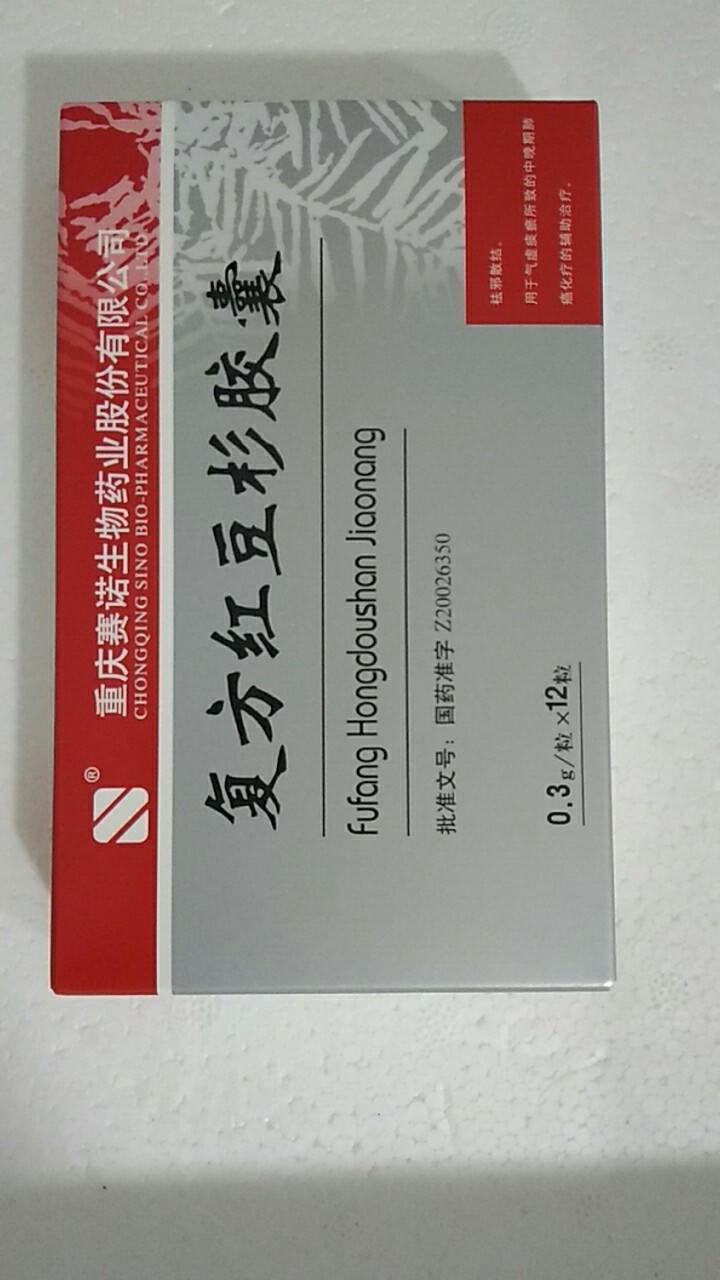 重庆赛诺生物药业股份有限公司
CHONGQING SINO BIO-PHARMACEUTICAL CO.,LTD.
®
复方红豆杉胶囊
Fufang Hongdoushan Jiaonang
批准文号：国药准字 Z20026350
0.3g/粒×12粒
祛邪散结。
用于气虚痰瘀所致的中晚期肺
癌化疗的辅助治疗。